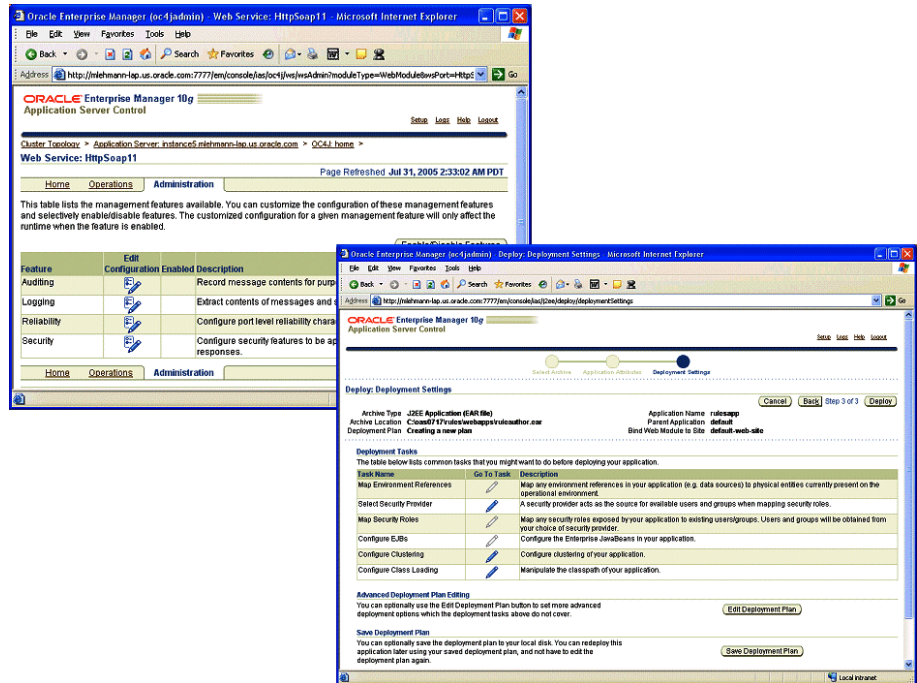 Oracle Enterprise Manager (oc4jadmin) - Web Service: HttpSoap11 - Microsoft Internet Explorer
File Edit View Favorites Tools Help
Back Search Favorites
Address http://mlehmann-lap.us.oracle.com:7777/em/console/ias/oc4j/ws/wsAdmin?moduleType=WebModule&wsPort=HttpS Go
ORACLE Enterprise Manager 10g
Application Server Control
Setup Logs Help Logout
Cluster Topology > Application Server: instance5.mlehmann-lap.us.oracle.com > OC4J: home >
Web Service: HttpSoap11
Page Refreshed Jul 31, 2005 2:33:02 AM PDT
Home Operations Administration
This table lists the management features available. You can customize the configuration of these management features
and selectively enable/disable features. The customized configuration for a given management feature will only affect the
runtime when the feature is enabled.
Enable/Disable Features
Feature Edit Configuration Enabled Description
Auditing Record message contents for purp
Logging Extract contents of messages and s
Reliability Configure port level reliability chara
Security Configure security features to be ap
responses.
Home Operations Administration
Oracle Enterprise Manager (oc4jadmin) - Deploy: Deployment Settings - Microsoft Internet Explorer
File Edit View Favorites Tools Help
Back Search Favorites
Address http://mlehmann-lap.us.oracle.com:7777/em/console/ias/j2ee/deploy/deploymentSettings Go
ORACLE Enterprise Manager 10g
Application Server Control
Setup Logs Help Logout
Select Archive Application Attributes Deployment Settings
Deploy: Deployment Settings
Cancel Back Step 3 of 3 Deploy
Archive Type J2EE Application (EAR file) Application Name rulesapp
Archive Location C:\oas0717\rules\webapps\ruleauthor.ear Parent Application default
Deployment Plan Creating a new plan Bind Web Module to Site default-web-site
Deployment Tasks
The table below lists common tasks that you might want to do before deploying your application.
Task Name Go To Task Description
Map Environment References Map any environment references in your application (e.g. data sources) to physical entities currently present on the
operational environment.
Select Security Provider A security provider acts as the source for available users and groups when mapping security roles.
Map Security Roles Map any security roles exposed by your application to existing users/groups. Users and groups will be obtained from
your choice of security provider.
Configure EJBs Configure the Enterprise JavaBeans in your application.
Configure Clustering Configure clustering of your application.
Configure Class Loading Manipulate the classpath of your application.
Advanced Deployment Plan Editing
You can optionally use the Edit Deployment Plan button to set more advanced
deployment options which the deployment tasks above do not cover.
Edit Deployment Plan
Save Deployment Plan
You can optionally save the deployment plan to your local disk. You can redeploy this
application later using your saved deployment plan, and not have to edit the
deployment plan again.
Save Deployment Plan
Local intranet